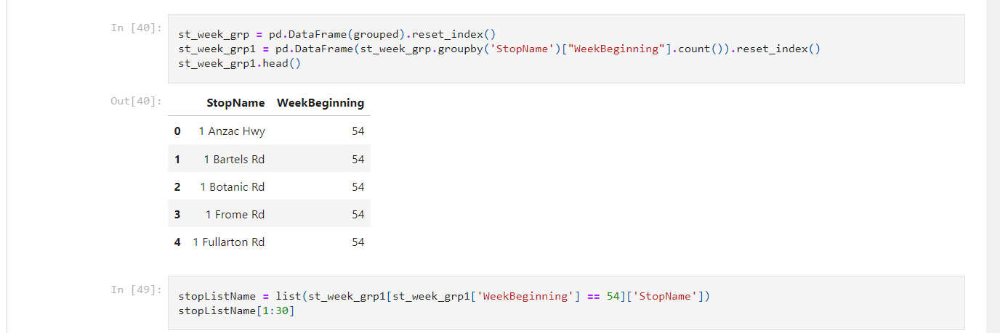 In [40]:
st_week_grp = pd.DataFrame(grouped).reset_index()
st_week_grp1 = pd.DataFrame(st_week_grp.groupby('StopName')["WeekBeginning"].count()).reset_index()
st_week_grp1.head()
Out[40]:
StopName WeekBeginning
0 1 Anzac Hwy 54
1 1 Bartels Rd 54
2 1 Botanic Rd 54
3 1 Frome Rd 54
4 1 Fullarton Rd 54
In [49]:
stopListName = list(st_week_grp1[st_week_grp1['WeekBeginning'] == 54]['StopName'])
stopListName[1:30]